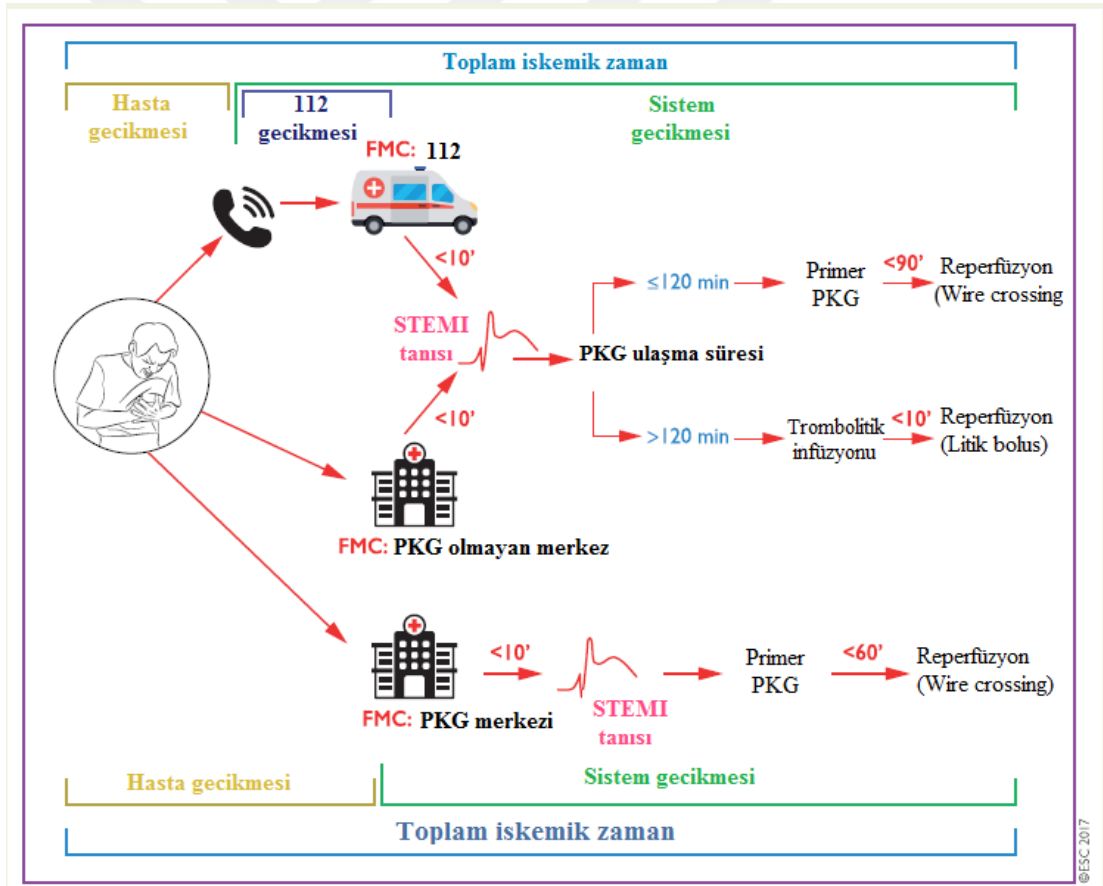 Toplam iskemik zaman
Hasta
gecikmesi
112
gecikmesi
Sistem
gecikmesi
FMC: 112
<10'
STEMI
tanısı
<10'
PKG ulaşma süresi
≤120 min
Primer
PKG
<90'
Reperfüzyon
(Wire crossing
>120 min
Trombolitik
infüzyonu
<10'
Reperfüzyon
(Litik bolus)
FMC: PKG olmayan merkez
FMC: PKG merkezi
<10'
STEMI
tanısı
Primer
PKG
<60'
Reperfüzyon
(Wire crossing)
Hasta gecikmesi
Sistem gecikmesi
Toplam iskemik zaman
©ESC 2017